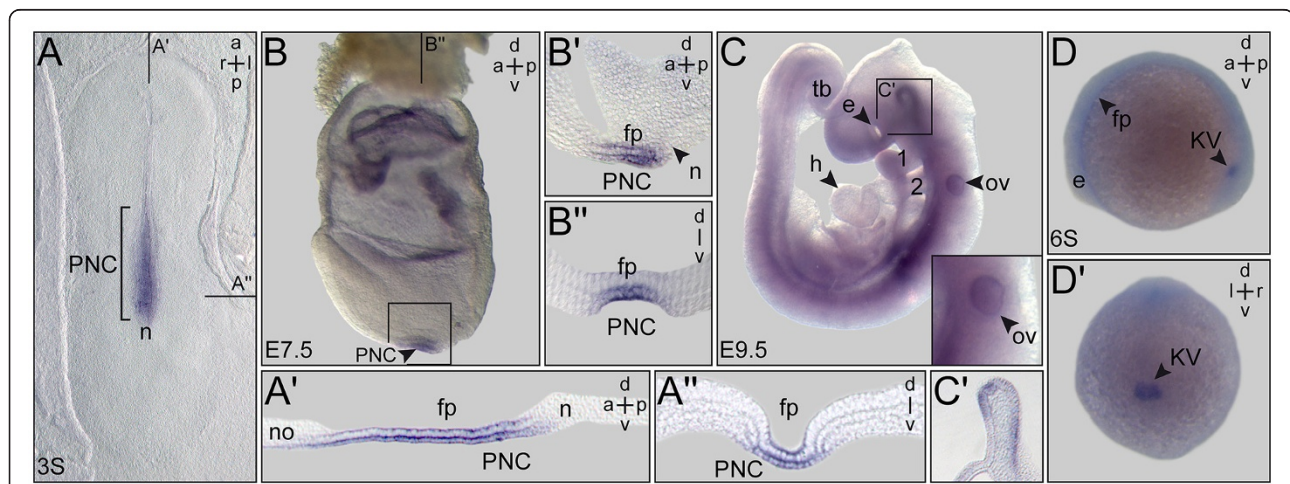 A
A'
a
r l
p
PNC
A''
n
3S
B
B''
d
a p
v
E7.5
PNC
B'
d
a p
v
fp
n
PNC
B''
d
v
fp
PNC
C
tb
e
C'
h
1
2
ov
E9.5
ov
D
d
a p
v
fp
KV
e
6S
D'
d
l r
v
KV
A'
d
a p
v
fp
n
no
PNC
A''
d
v
fp
PNC
C'